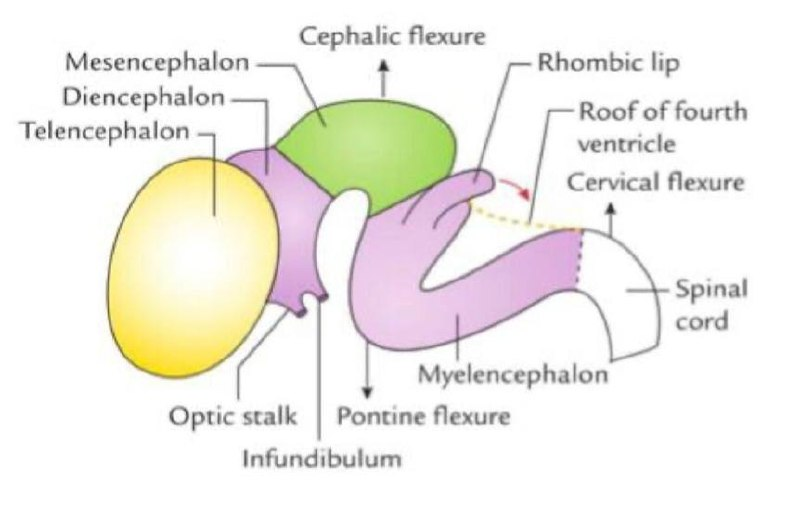 Cephalic flexure
Mesencephalon
Rhombic lip
Diencephalon
Roof of fourth
ventricle
Telencephalon
Cervical flexure
Spinal
cord
Myelencephalon
Optic stalk
Pontine flexure
Infundibulum